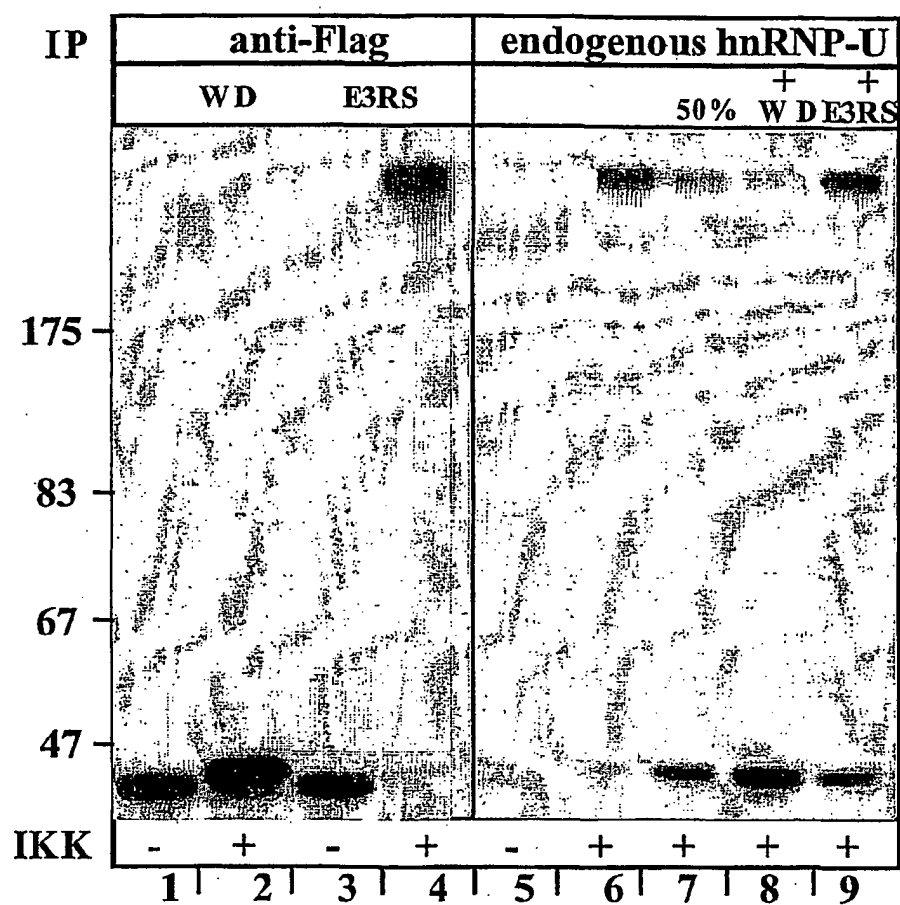 IP anti-Flag endogenous hnRNP-U
+ +
WD E3RS 50% WD E3RS
175
83
67
47
IKK - + - + - + + + +
1 2 3 4 5 6 7 8 9